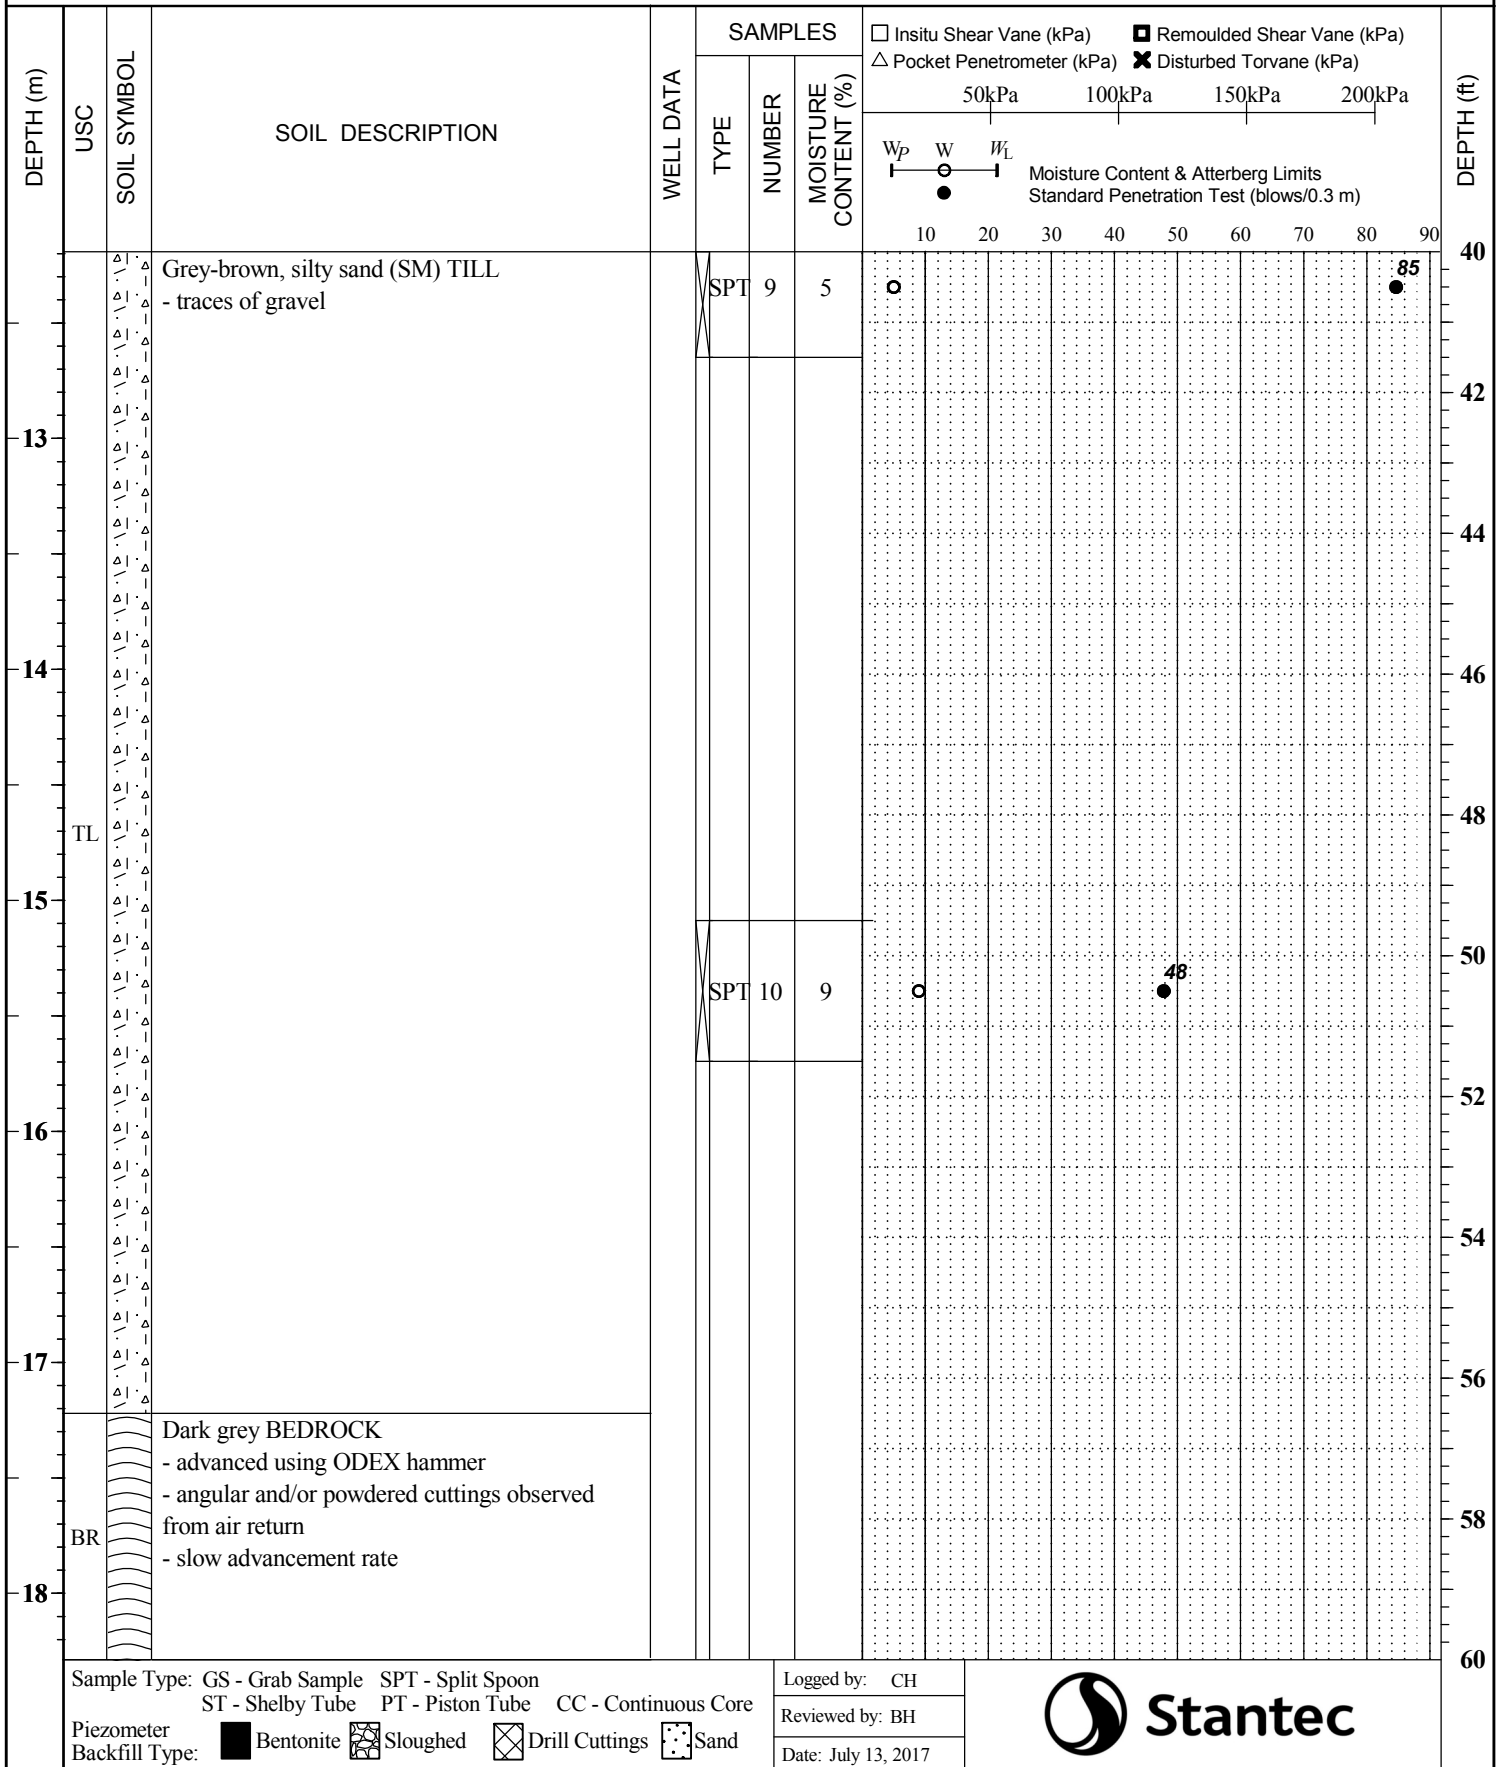 DEPTH (m)
USC
SOIL SYMBOL
SOIL DESCRIPTION
WELL DATA
SAMPLES
TYPE
NUMBER
MOISTURE
CONTENT (%)
Insitu Shear Vane (kPa)
Remoulded Shear Vane (kPa)
Pocket Penetrometer (kPa)
Disturbed Torvane (kPa)
50kPa 100kPa 150kPa 200kPa
WP W WL
Moisture Content & Atterberg Limits
Standard Penetration Test (blows/0.3 m)
10 20 30 40 50 60 70 80 90
DEPTH (ft)
40
Grey-brown, silty sand (SM) TILL
- traces of gravel
SPT 9 5
85
42
13
44
14
46
48
TL
15
50
SPT 10 9
48
52
16
54
17
56
Dark grey BEDROCK
- advanced using ODEX hammer
- angular and/or powdered cuttings observed
from air return
- slow advancement rate
BR
58
18
60
Sample Type: GS - Grab Sample SPT - Split Spoon
ST - Shelby Tube PT - Piston Tube CC - Continuous Core
Piezometer
Backfill Type:
Bentonite
Sloughed
Drill Cuttings
Sand
Logged by: CH
Reviewed by: BH
Date: July 13, 2017
Stantec